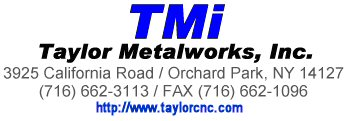 TMi
Taylor Metalworks, Inc.
3925 California Road / Orchard Park, NY 14127
(716) 662-3113 / FAX (716) 662-1096
http://www.taylorcnc.com